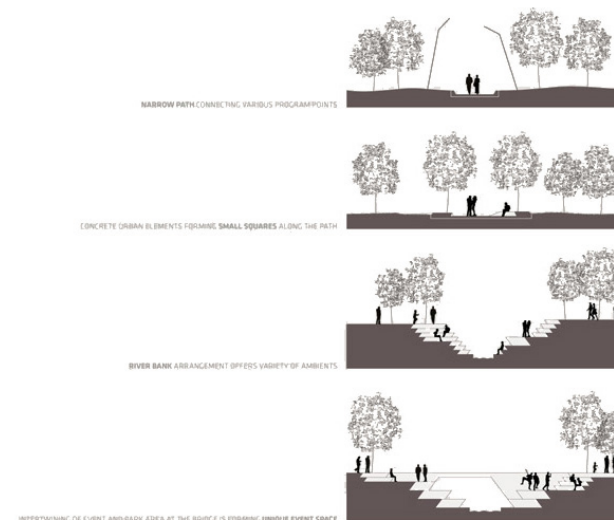 NARROW PATH CONNECTING VARIOUS PROGRAM POINTS
CONCRETE URBAN ELEMENTS FORMING SMALL SQUARES ALONG THE PATH
RIVER BANK ARRANGEMENT OFFERS VARIETY OF AMBIENTS
INTERTWINING OF EVENT AND PARK AREA AT THE BRIDGE IS FORMING UNIQUE EVENT SPACE